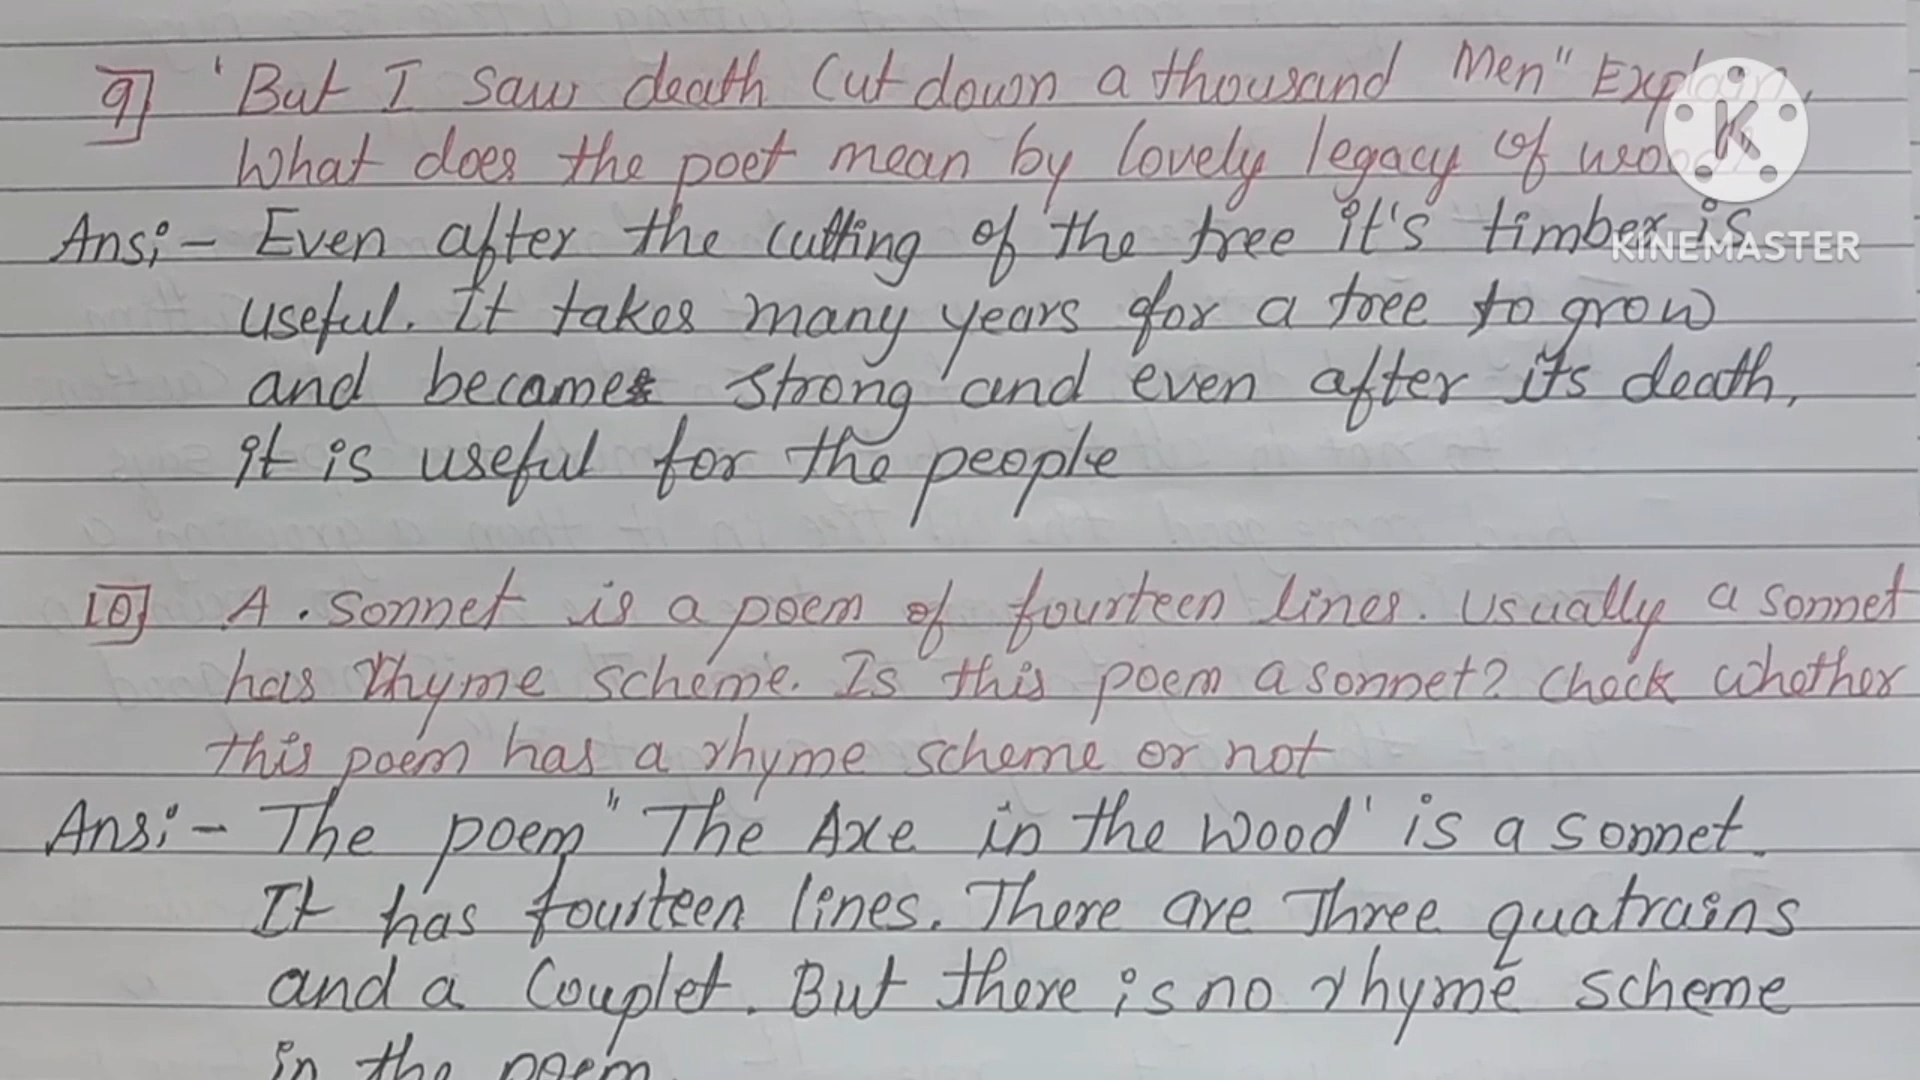 9] 'But I saw death cut down a thousand Men" Explain,
What does the poet mean by lovely legacy of wood
KINEMASTER
Ans:- Even after the cutting of the tree it's timber is
useful. It takes many years for a tree to grow
and becomes strong and even after its death,
it is useful for the people
10] A. sonnet is a poem of fourteen lines. Usually a sonnet
has rhyme scheme. Is this poem a sonnet? check whether
this poem has a rhyme scheme or not
Ans:- The poem "The Axe in the wood' is a sonnet.
It has fourteen lines. There are Three quatrains
and a couplet. But there is no rhyme scheme
in the poem